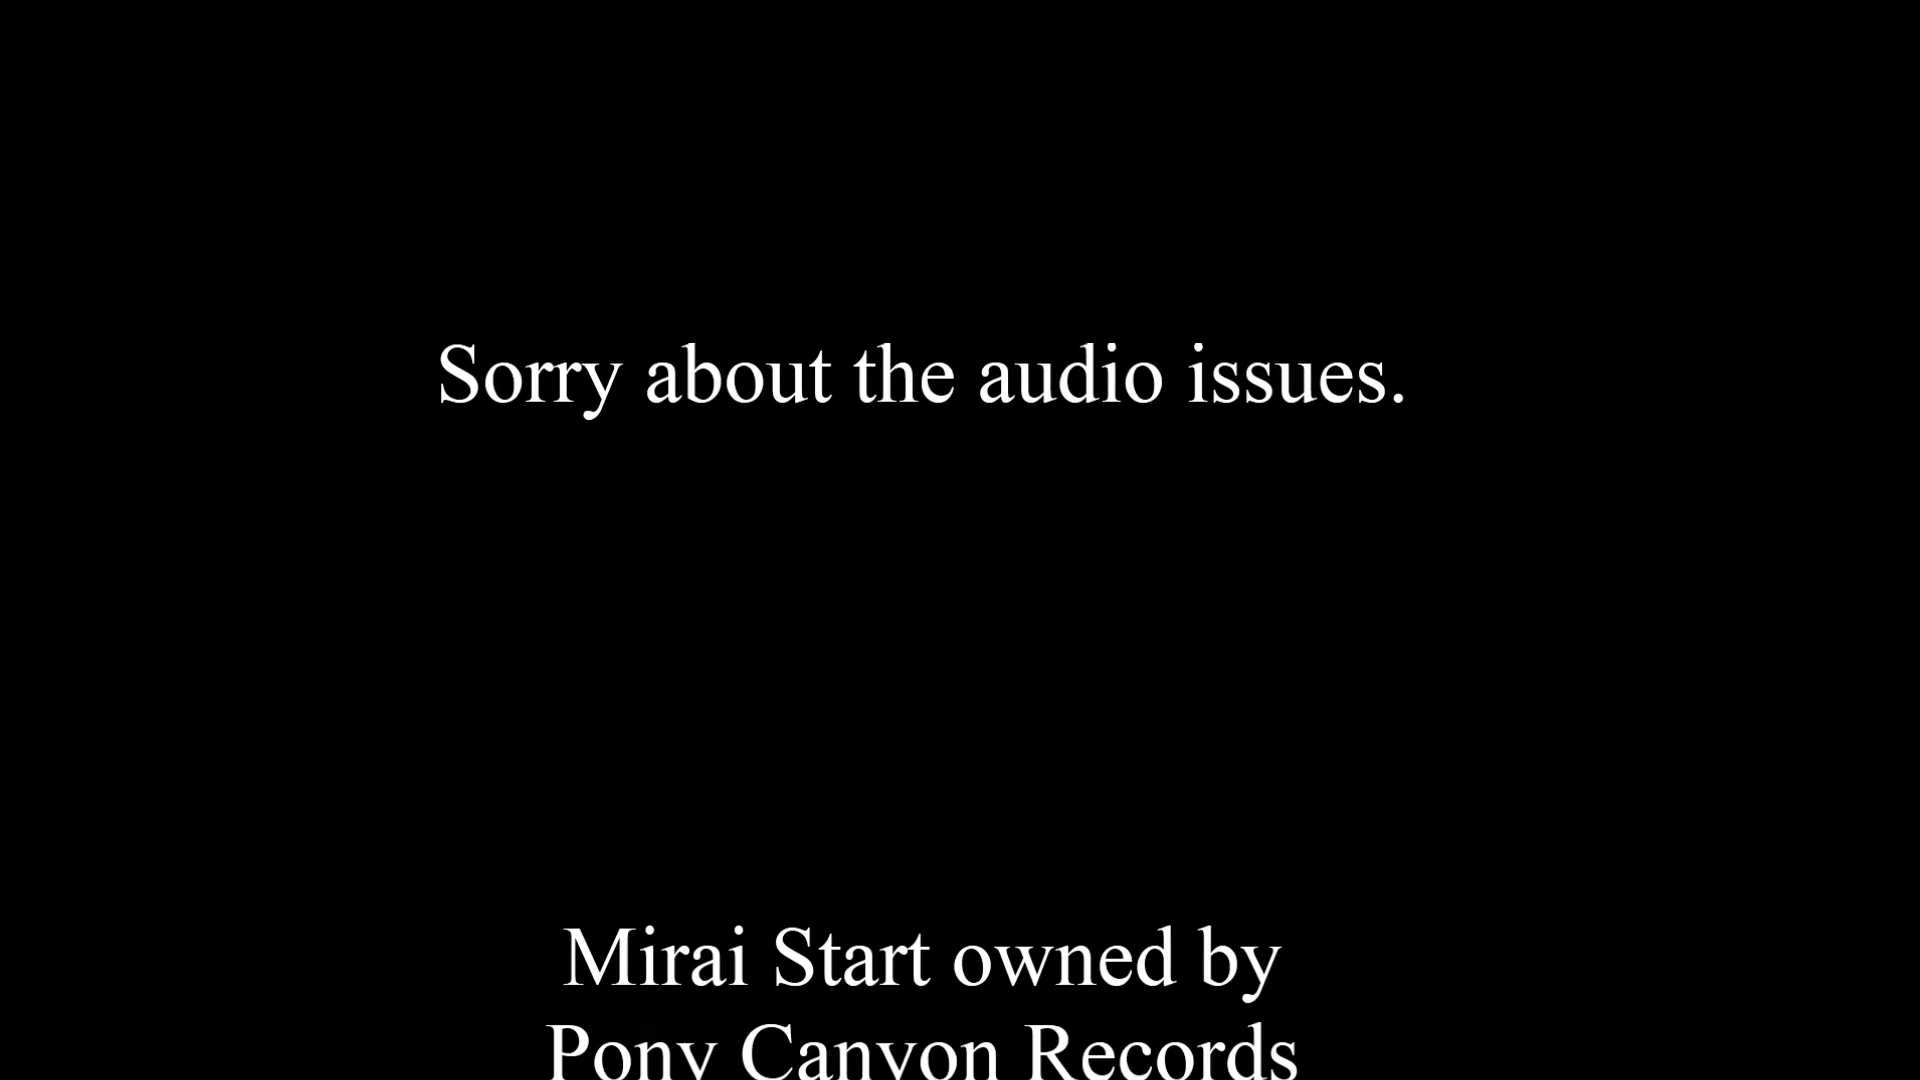 Sorry about the audio issues.
Mirai Start owned by
Pony Canyon Records